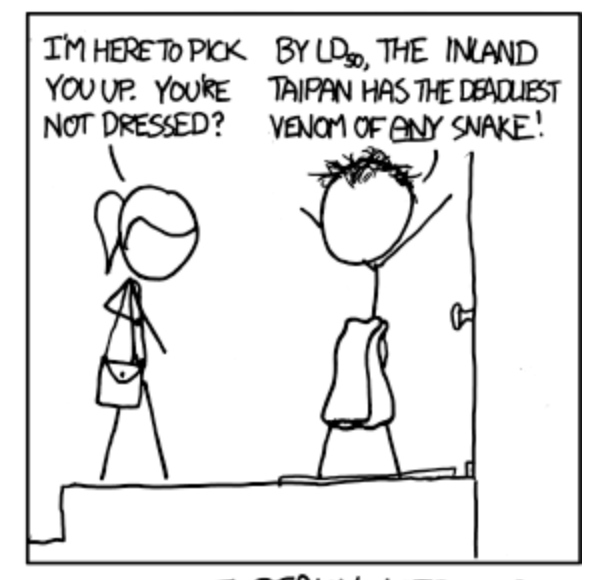 I'M HERE TO PICK
YOU UP. YOU'RE
NOT DRESSED?
BY LD50, THE INLAND
TAIPAN HAS THE DEADLIEST
VENOM OF ANY SNAKE!